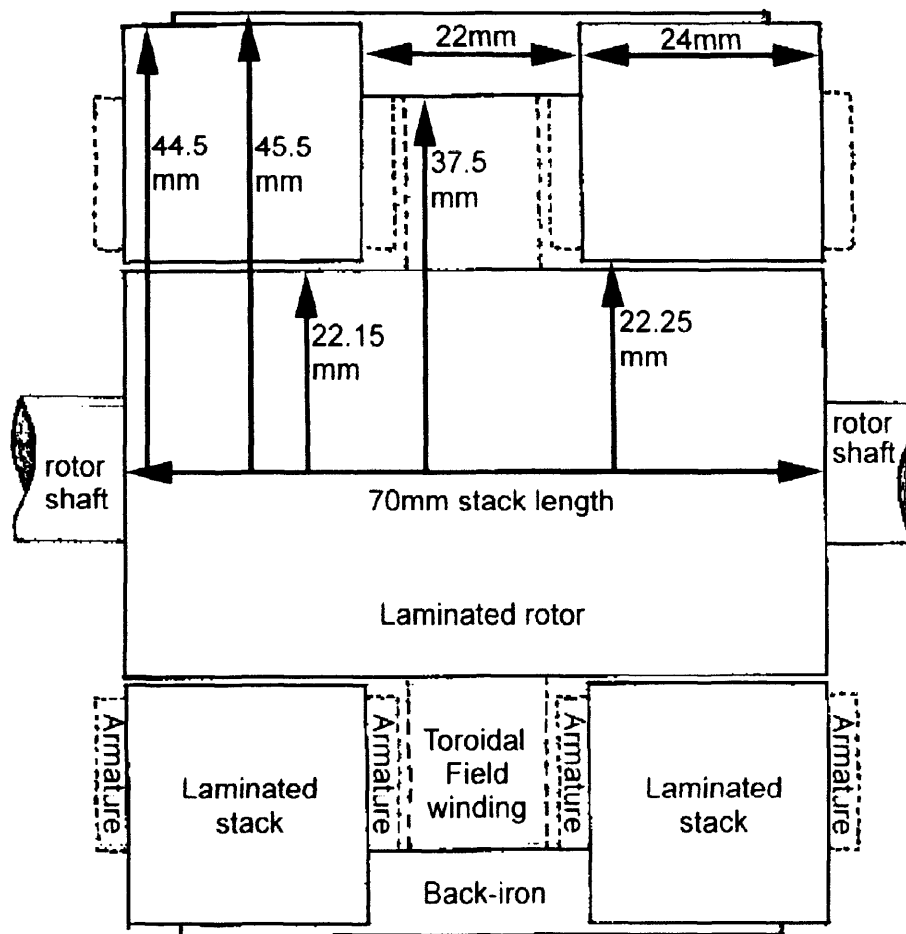 22mm
24mm
44.5
mm
45.5
mm
37.5
mm
22.15
mm
22.25
mm
rotor
shaft
rotor
shaft
70mm stack length
Laminated rotor
Armature
Armature
Armature
Armature
Toroidal
Field
winding
Laminated
stack
Laminated
stack
Back-iron